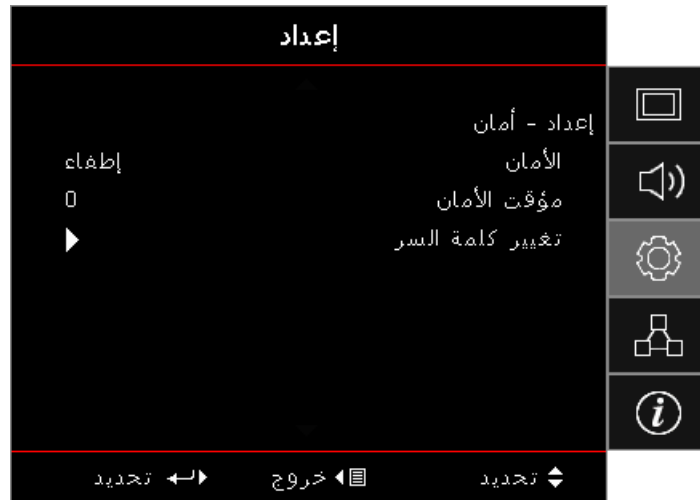 إعداد
إعداد - أمان
الأمان إطفاء
مؤقت الأمان 0
تغيير كلمة السر
تحديد خروج تحديد